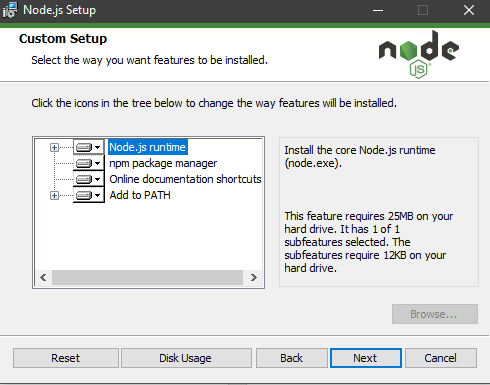 Node.js Setup
Custom Setup
Select the way you want features to be installed.
node
JS
Click the icons in the tree below to change the way features will be installed.
Node.js runtime
npm package manager
Online documentation shortcuts
Add to PATH
Install the core Node.js runtime
(node.exe).
This feature requires 25MB on your
hard drive. It has 1 of 1
subfeatures selected. The
subfeatures require 12KB on your
hard drive.
Browse...
Reset
Disk Usage
Back
Next
Cancel